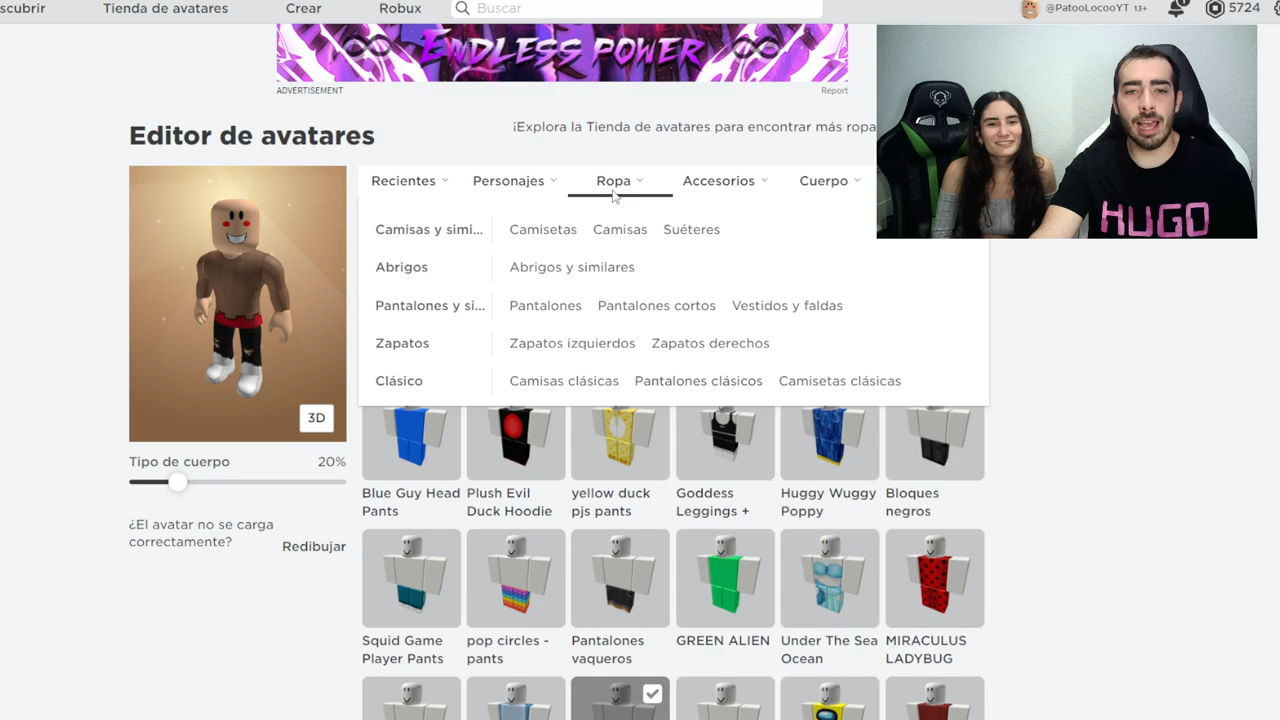 scubrir Tienda de avatares Crear Robux Buscar @PatooLocooYT 13+ 5724
ENDLESS POWER
ADVERTISEMENT Report
Editor de avatares
¡Explora la Tienda de avatares para encontrar más ropa
Recientes Personajes Ropa Accesorios Cuerpo
HUGO
Camisas y simi... Camisetas Camisas Suéteres
Abrigos Abrigos y similares
Pantalones y si... Pantalones Pantalones cortos Vestidos y faldas
Zapatos Zapatos izquierdos Zapatos derechos
Clásico Camisas clásicas Pantalones clásicos Camisetas clásicas
3D
Tipo de cuerpo 20%
¿El avatar no se carga
correctamente?
Redibujar
Blue Guy Head
Pants
Plush Evil
Duck Hoodie
yellow duck
pjs pants
Goddess
Leggings +
Huggy Wuggy
Poppy
Bloques
negros
Squid Game
Player Pants
pop circles -
pants
Pantalones
vaqueros
GREEN ALIEN
Under The Sea
Ocean
MIRACULUS
LADYBUG